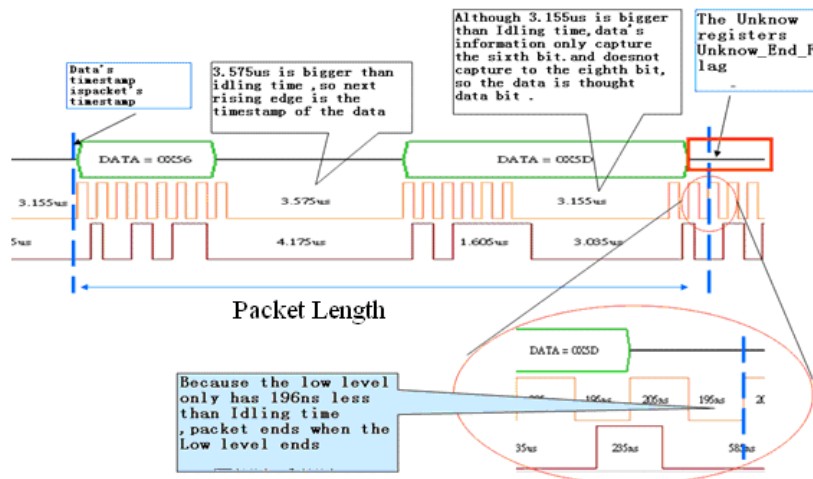 Data's
timestamp
ispacket's
timestamp
3.575us is bigger than
idling time ,so next
rising edge is the
timestamp of the data
Although 3.155us is bigger
than Idling time,data's
information only capture
the sixth bit.and doesnot
capture to the eighth bit,
so the data is thought
data bit .
The Unknow
registers
Unknow_End_F
lag
DATA = 0X56
DATA = 0X5D
3.155us
3.575us
3.155us
5us
4.175us
1.605us
3.035us
Packet Length
DATA = 0X5D
195ns
205ns
195ns
20
35us
235ns
Because the low level
only has 196ns less
than Idling time
,packet ends when the
Low level ends